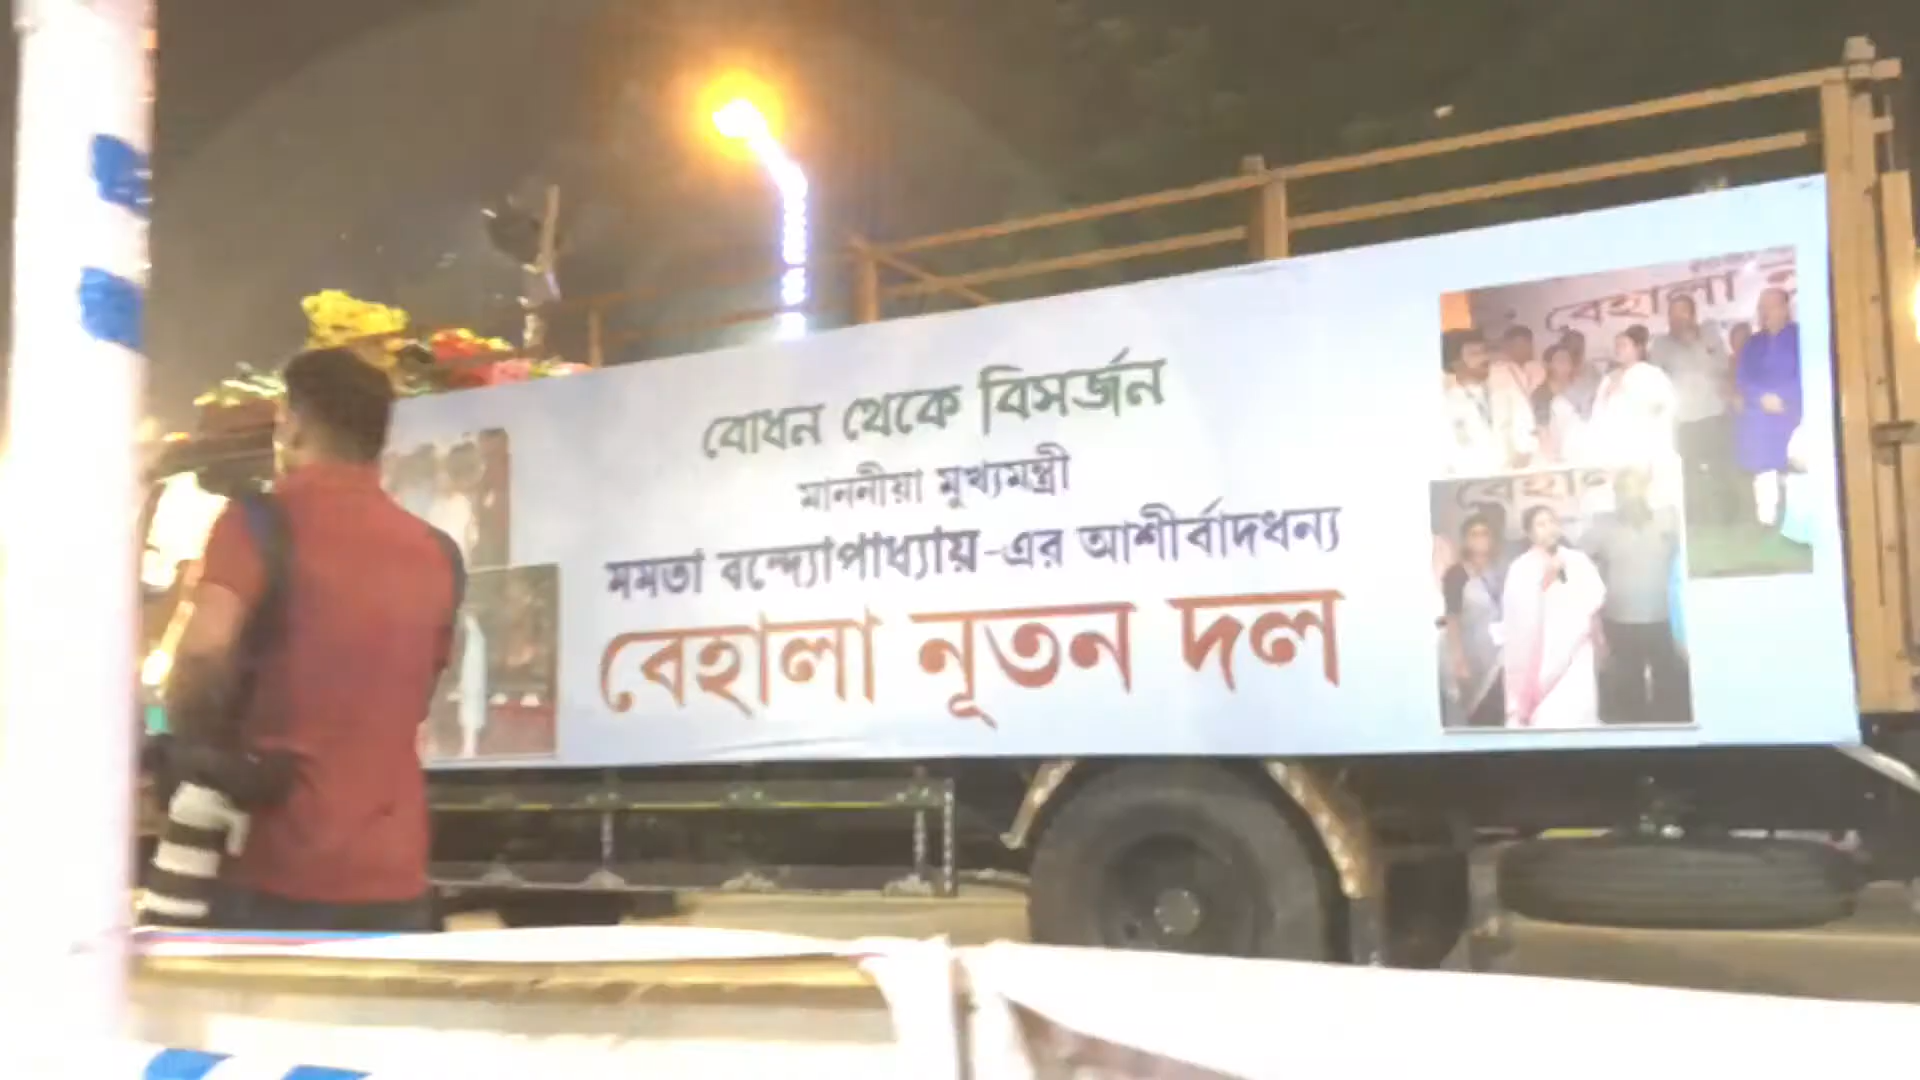 বোধন থেকে বিসর্জন
মাননীয়া মুখ্যমন্ত্রী
মমতা বন্দ্যোপাধ্যায়-এর আশীর্বাদধন্য
বেহালা নূতন দল
বেহালা
বেহালা